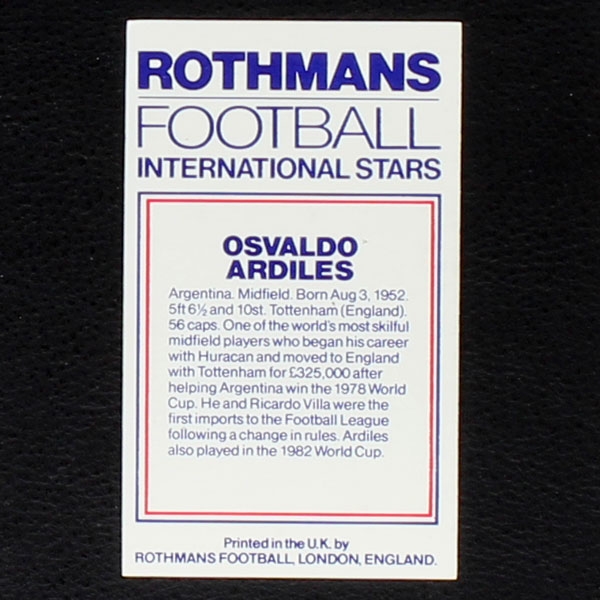 ROTHMANS
FOOTBALL
INTERNATIONAL STARS
OSVALDO
ARDILES
Argentina. Midfield. Born Aug 3, 1952.
5ft 6½ and 10st. Tottenham (England).
56 caps. One of the world's most skilful
midfield players who began his career
with Huracan and moved to England
with Tottenham for £325,000 after
helping Argentina win the 1978 World
Cup. He and Ricardo Villa were the
first imports to the Football League
following a change in rules. Ardiles
also played in the 1982 World Cup.
Printed in the U.K. by
ROTHMANS FOOTBALL, LONDON, ENGLAND.